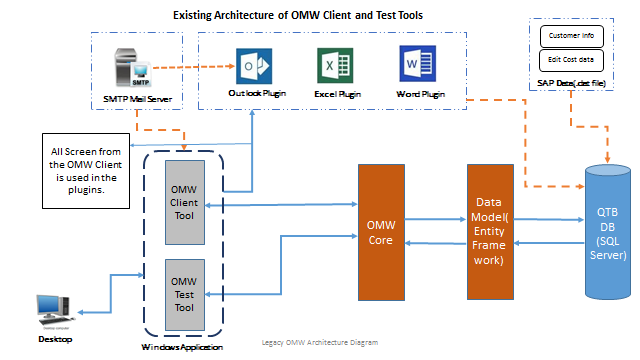 Existing Architecture of OMW Client and Test Tools
Customer Info
Edit Cost data
SAP Data(.dat file)
SMTP
SMTP Mail Server
Outlook Plugin
Excel Plugin
Word Plugin
All Screen from
the OMW Client
is used in the
plugins.
OMW
Client
Tool
OMW
Test
Tool
Windows Application
OMW
Core
Data
Model(
Entity
Frame
work)
QTB
DB
(SQL
Server)
Desktop
Legacy OMW Architecture Diagram